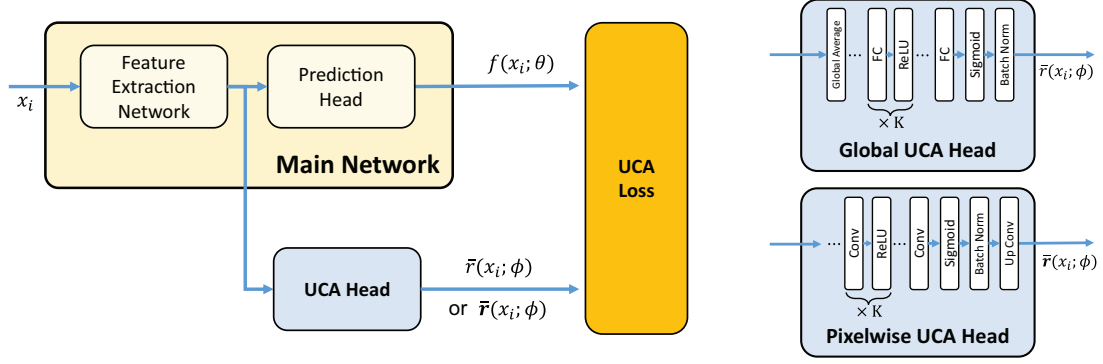 Feature
Extraction
Network
Prediction
Head
x_i
f(x_i; θ)
Main Network
UCA
Loss
UCA Head
r̄(x_i; ϕ)
or r̄(x_i; ϕ)
Global Average
...
FC
ReLU
...
FC
Sigmoid
Batch Norm
r̄(x_i; ϕ)
× K
Global UCA Head
...
Conv
ReLU
...
Conv
Sigmoid
Batch Norm
Up Conv
r̄(x_i; ϕ)
× K
Pixelwise UCA Head